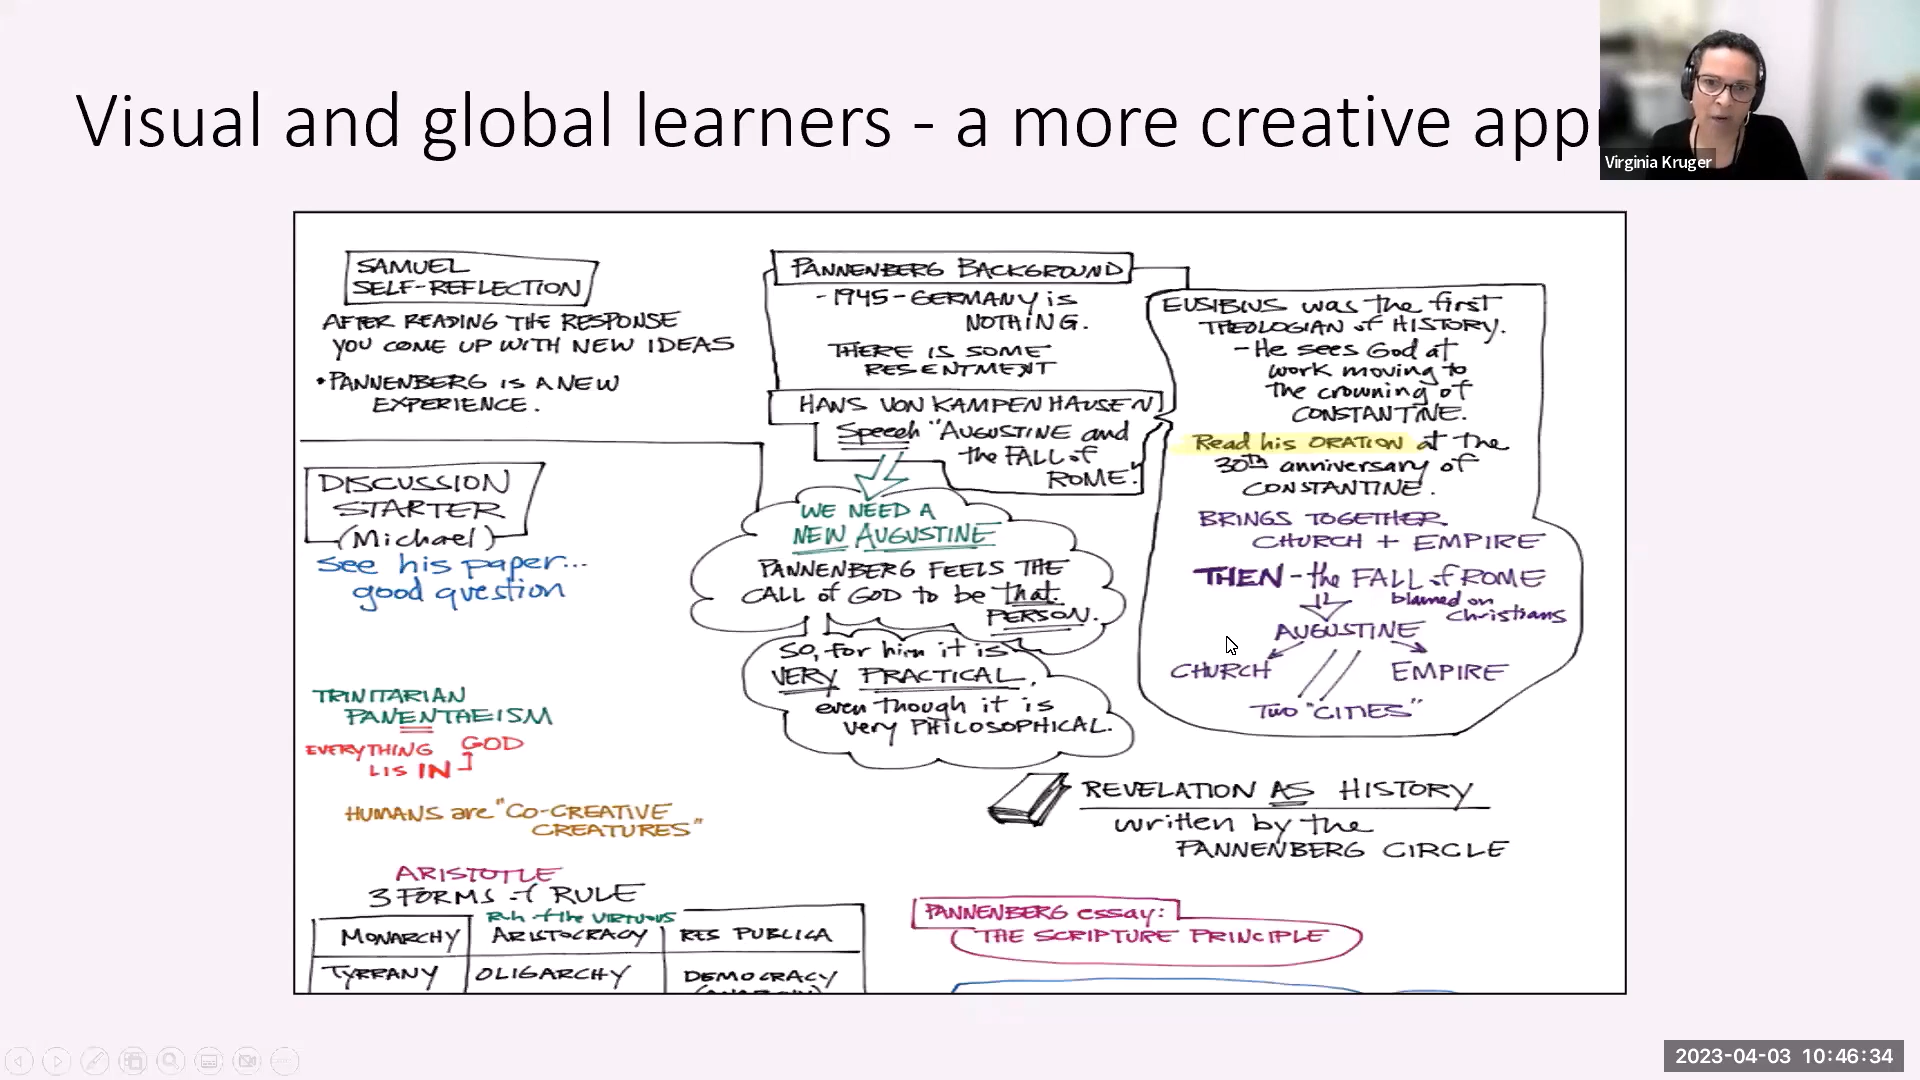 Visual and global learners - a more creative app
Virginia Kruger
SAMUEL
SELF-REFLECTION
AFTER READING THE RESPONSE
YOU COME UP WITH NEW IDEAS
• PANNENBERG IS A NEW
EXPERIENCE.
DISCUSSION
STARTER
(Michael)
see his paper...
good question
TRINITARIAN
PANENTHEISM
EVERYTHING GOD
IS IN
HUMANS are "CO-CREATIVE
CREATURES"
ARISTOTLE
3 FORMS of RULE
Rule of the VIRTUOUS
MONARCHY ARISTOCRACY RES PUBLICA
TYRRANY OLIGARCHY DEMOCRACY
PANNENBERG BACKGROUND
- 1945 - GERMANY is
NOTHING.
THERE IS SOME
RESENTMENT
HANS VON KAMPENHAUSEN
Speech "AUGUSTINE and
the FALL of
ROME."
WE NEED A
NEW AUGUSTINE
PANNENBERG FEELS THE
CALL of GOD to be that
PERSON.
So, for him it is
VERY PRACTICAL,
even though it is
very PHILOSOPHICAL.
EUSIBIUS was the first
THEOLOGIAN of HISTORY.
- He sees God at
work moving to
the crowning of
CONSTANTINE.
Read his ORATION at the
30th anniversary of
CONSTANTINE.
BRINGS TOGETHER
CHURCH + EMPIRE
THEN - the FALL of ROME
blamed on
Christians
AUGUSTINE
CHURCH EMPIRE
Two "CITIES"
REVELATION AS HISTORY
written by the
PANNENBERG CIRCLE
PANNENBERG essay:
THE SCRIPTURE PRINCIPLE
2023-04-03 10:46:34